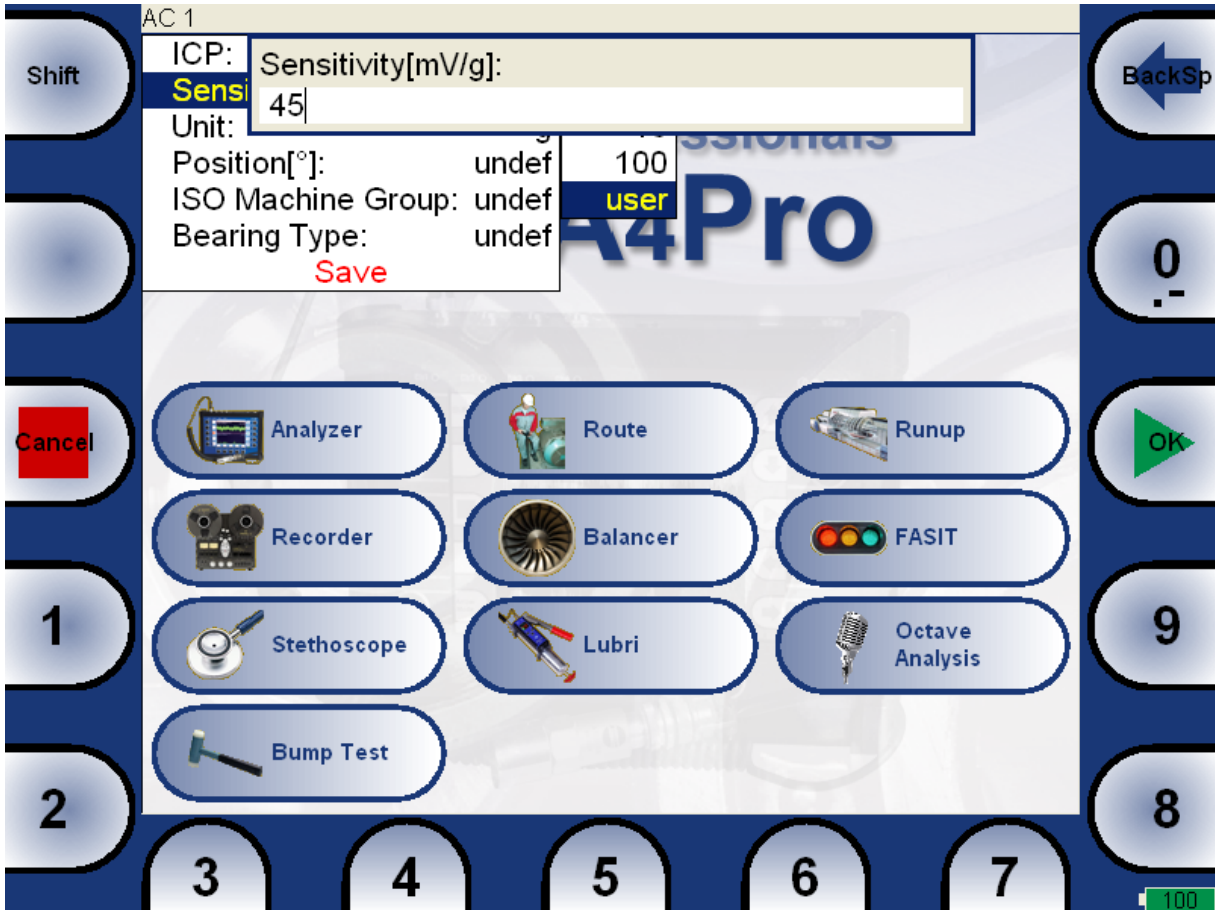 AC 1
Shift
BackSp
ICP:
Sensitivity[mV/g]:
Sensi
45
Unit:
Position[°]: undef 100
ISO Machine Group: undef user
Bearing Type: undef
Save
A4Pro
0
.-
Cancel
OK
Analyzer Route Runup
Recorder Balancer FASIT
1
9
Stethoscope Lubri Octave
Analysis
Bump Test
2
8
3 4 5 6 7
100